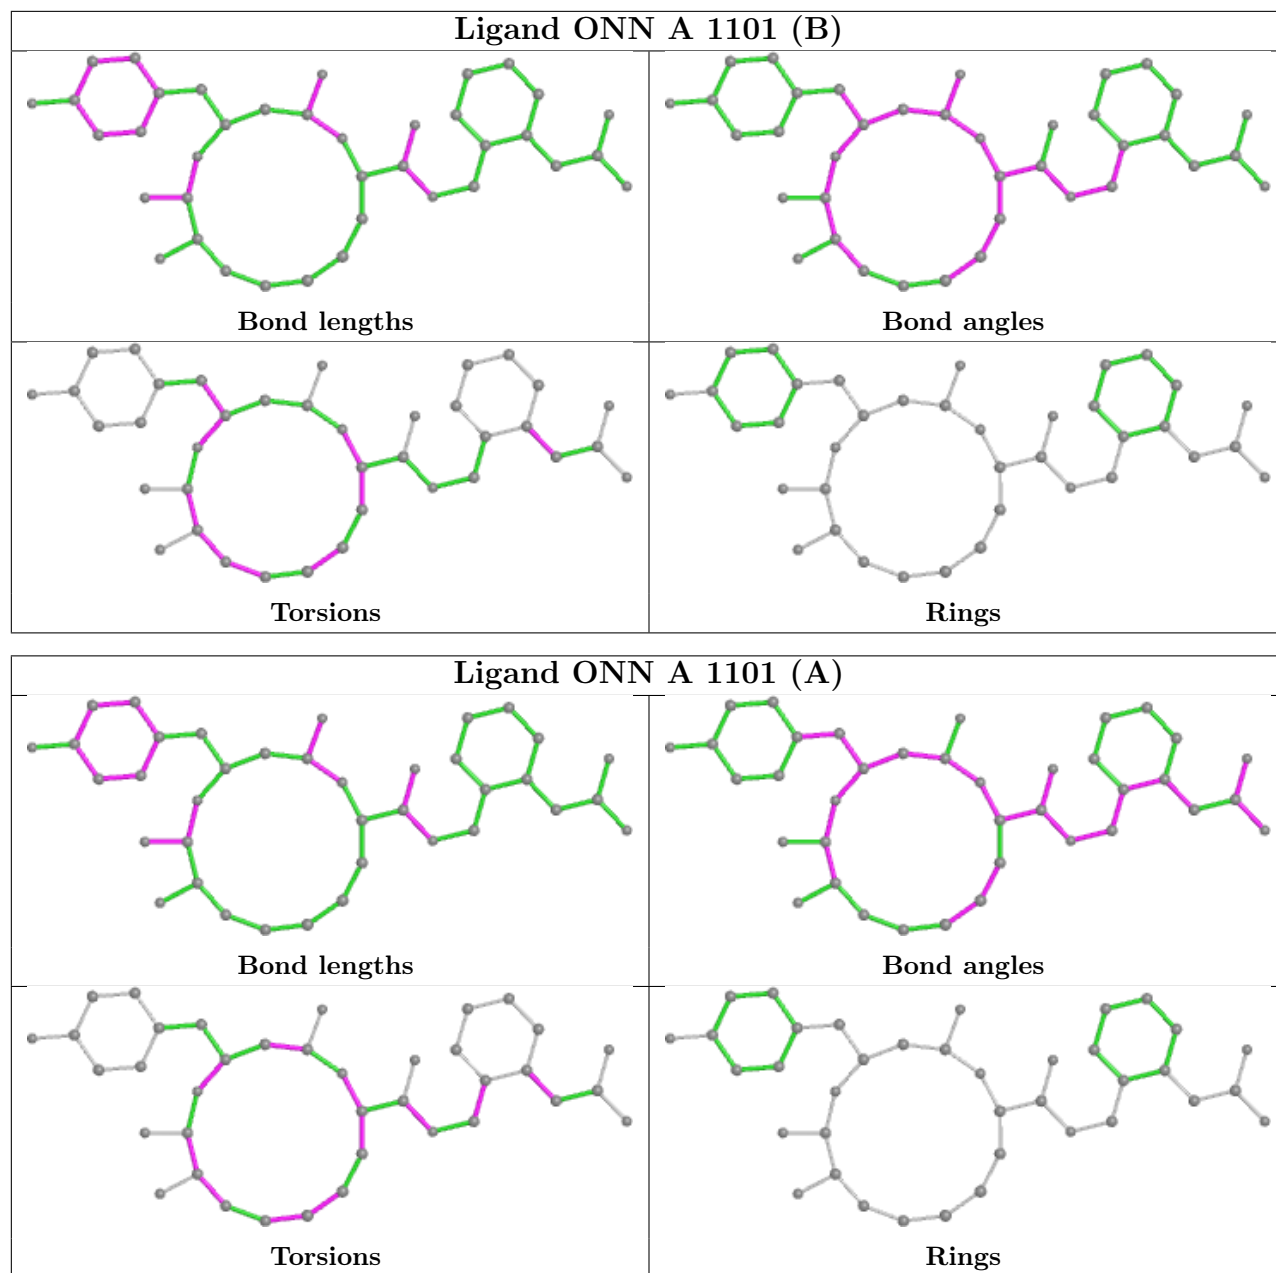 Ligand ONN A 1101 (B)
Bond lengths
Bond angles
Torsions
Rings
Ligand ONN A 1101 (A)
Bond lengths
Bond angles
Torsions
Rings